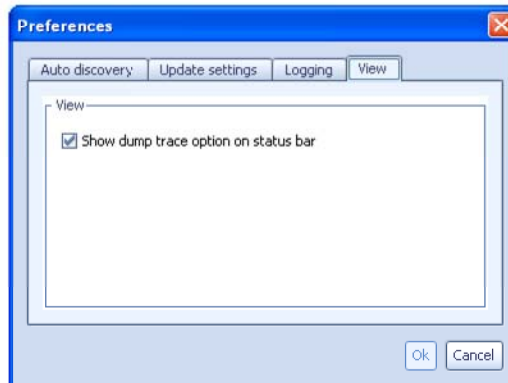 Preferences
Auto discovery Update settings Logging View
View
Show dump trace option on status bar
Ok Cancel